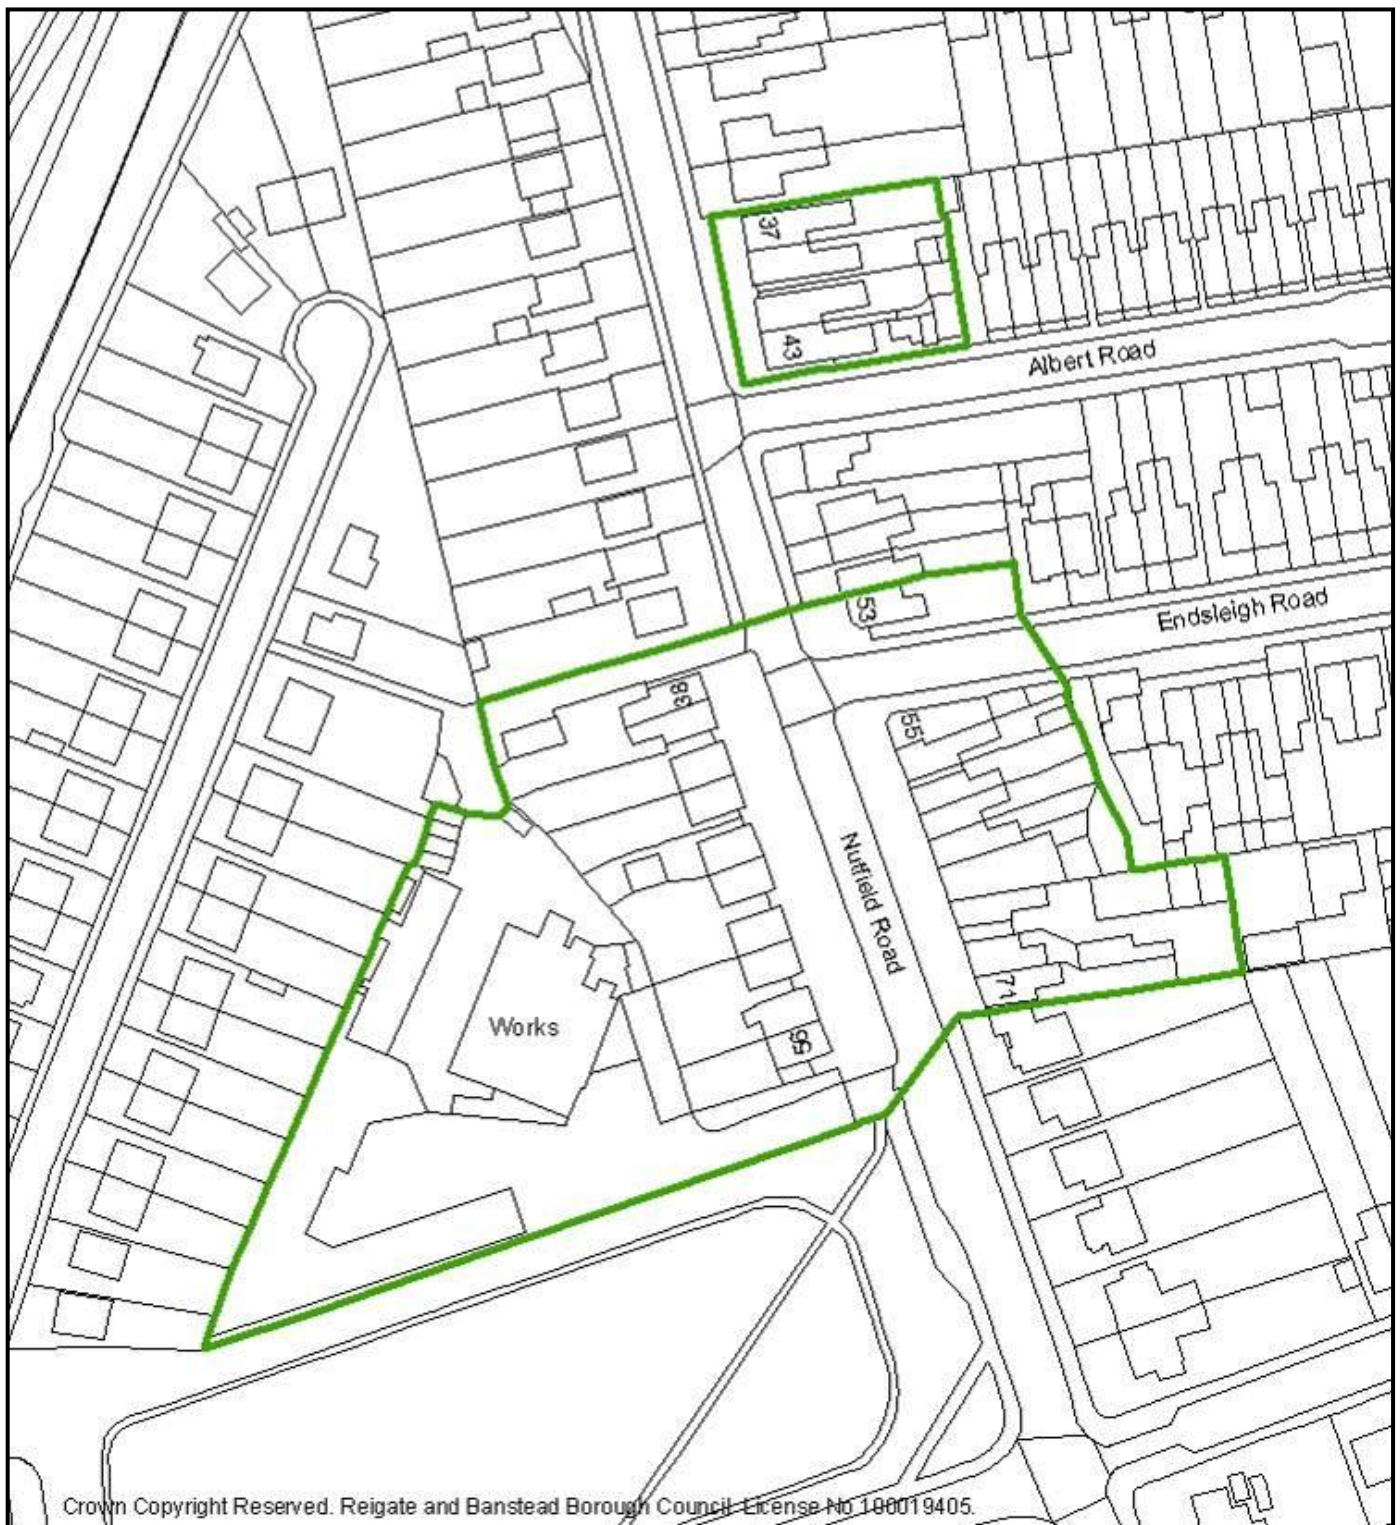 37
43
Albert Road
53
Endsleigh Road
38
55
Nutfield Road
71
Works
56
Crown Copyright Reserved. Reigate and Banstead Borough Council. License No 100019405.